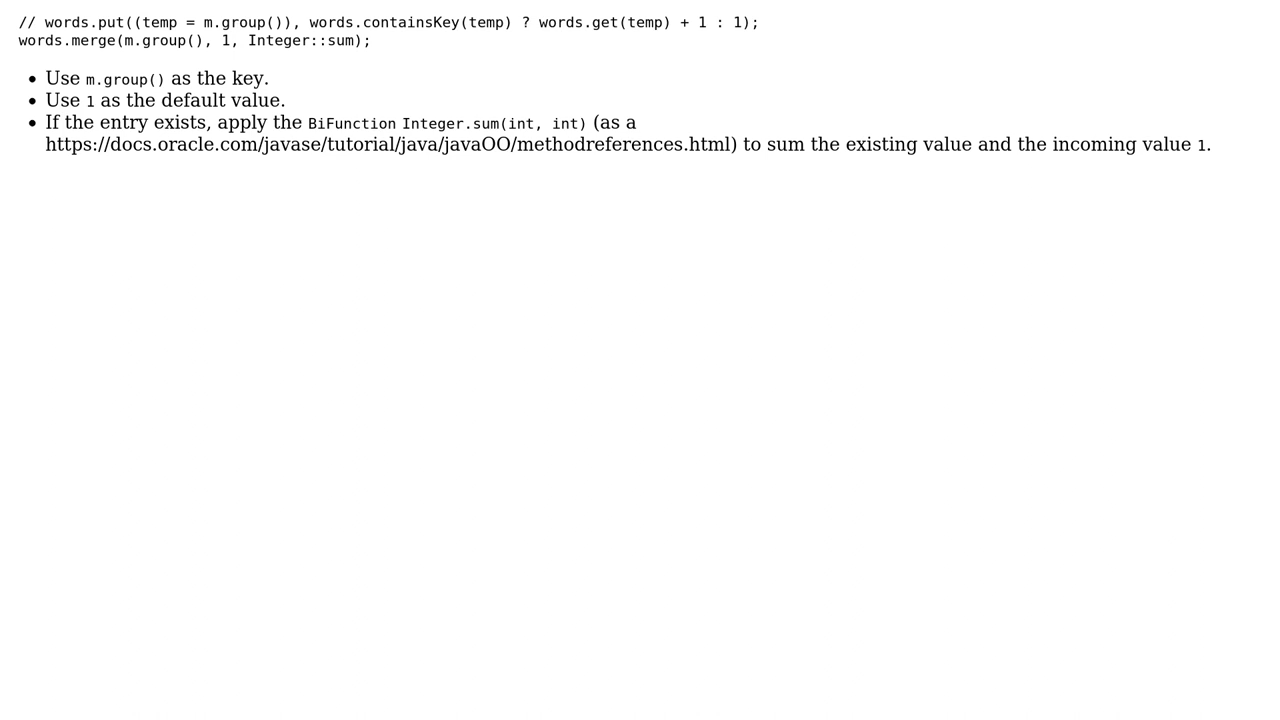 // words.put((temp = m.group()), words.containsKey(temp) ? words.get(temp) + 1 : 1);
words.merge(m.group(), 1, Integer::sum);
• Use m.group() as the key.
• Use 1 as the default value.
• If the entry exists, apply the BiFunction Integer.sum(int, int) (as a
https://docs.oracle.com/javase/tutorial/java/javaOO/methodreferences.html) to sum the existing value and the incoming value 1.